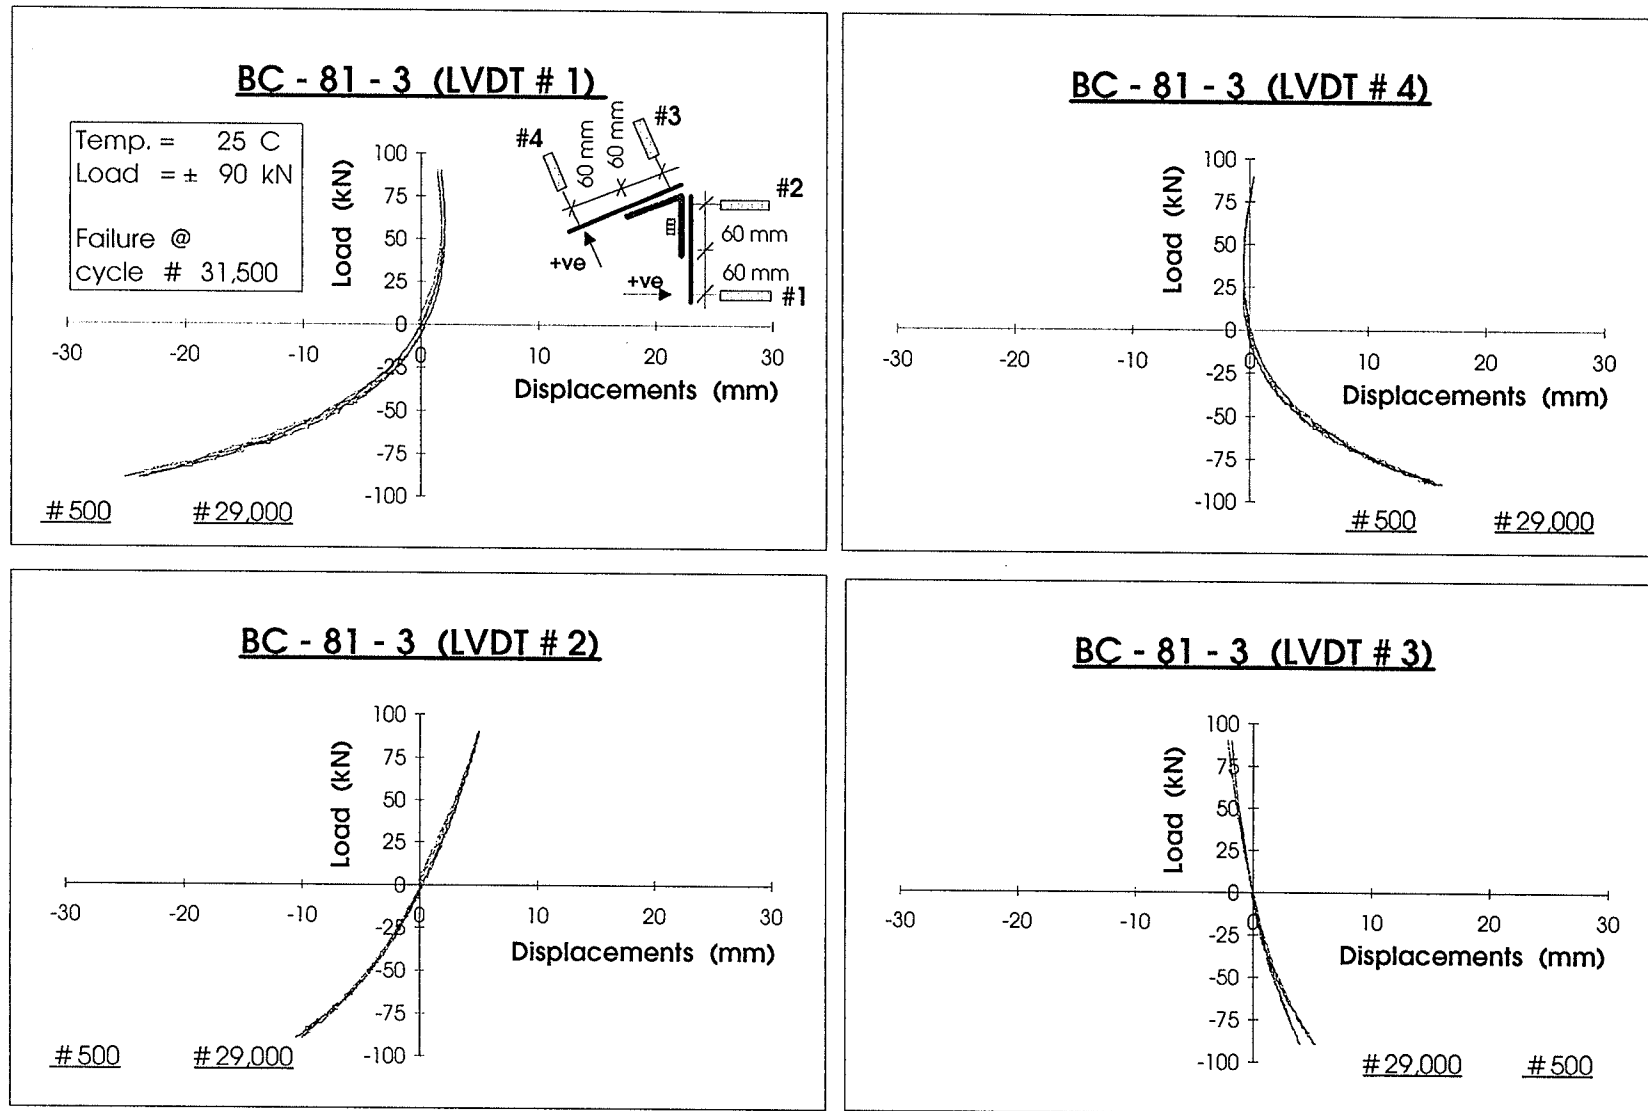 BC - 81 - 3 (LVDT # 1)
Temp. = 25 C
Load = ± 90 kN
Failure @
cycle # 31,500
#4
60 mm
60 mm
#3
#2
60 mm
60 mm
#1
+ve
+ve
Load (kN)
100
75
50
25
0
-25
-50
-75
-100
-30 -20 -10 0 10 20 30
Displacements (mm)
#500 #29,000
BC - 81 - 3 (LVDT # 4)
Load (kN)
100
75
50
25
0
-25
-50
-75
-100
-30 -20 -10 0 10 20 30
Displacements (mm)
#500 #29,000
BC - 81 - 3 (LVDT # 2)
Load (kN)
100
75
50
25
0
-25
-50
-75
-100
-30 -20 -10 0 10 20 30
Displacements (mm)
#500 #29,000
BC - 81 - 3 (LVDT # 3)
Load (kN)
100
75
50
25
0
-25
-50
-75
-100
-30 -20 -10 0 10 20 30
Displacements (mm)
#29,000 #500